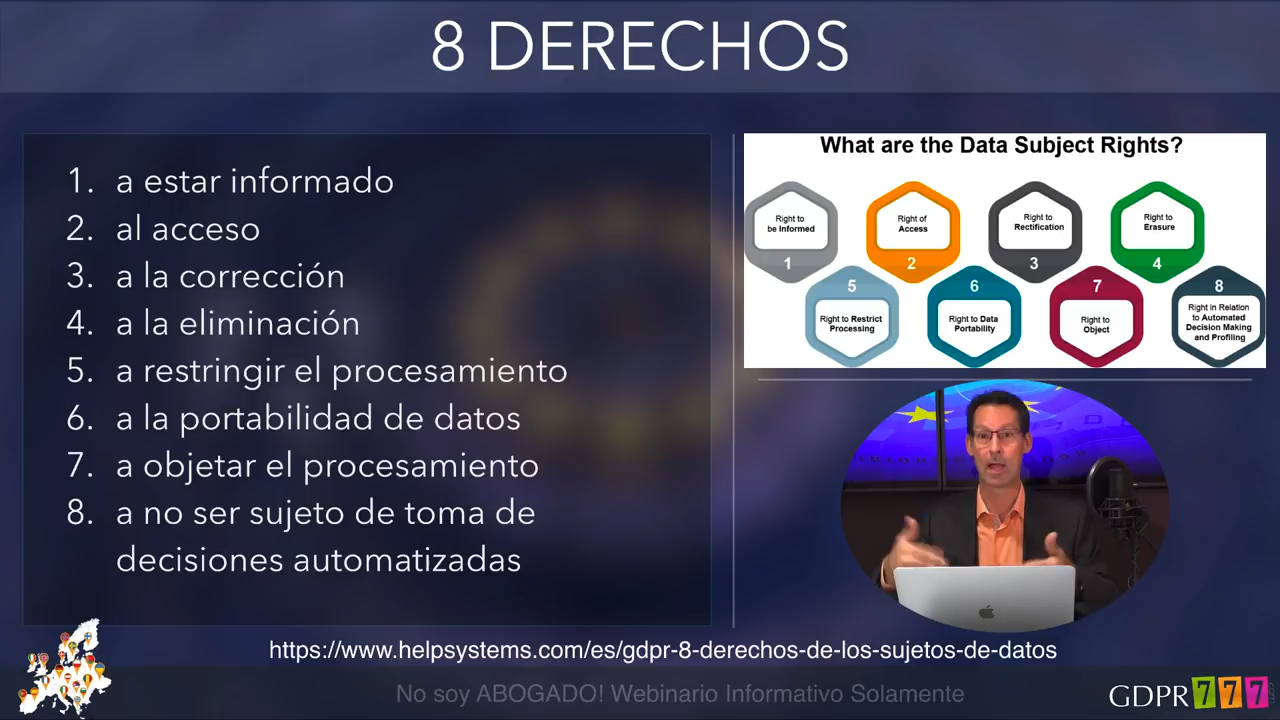 8 DERECHOS
1. a estar informado
2. al acceso
3. a la corrección
4. a la eliminación
5. a restringir el procesamiento
6. a la portabilidad de datos
7. a objetar el procesamiento
8. a no ser sujeto de toma de
decisiones automatizadas
What are the Data Subject Rights?
Right to
be Informed
1
Right of
Access
2
Right to
Rectification
3
Right to
Erasure
4
5
Right to Restrict
Processing
6
Right to Data
Portability
7
Right to
Object
8
Right in Relation
to Automated
Decision Making
and Profiling
https://www.helpsystems.com/es/gdpr-8-derechos-de-los-sujetos-de-datos
No soy ABOGADO! Webinario Informativo Solamente
GDPR777